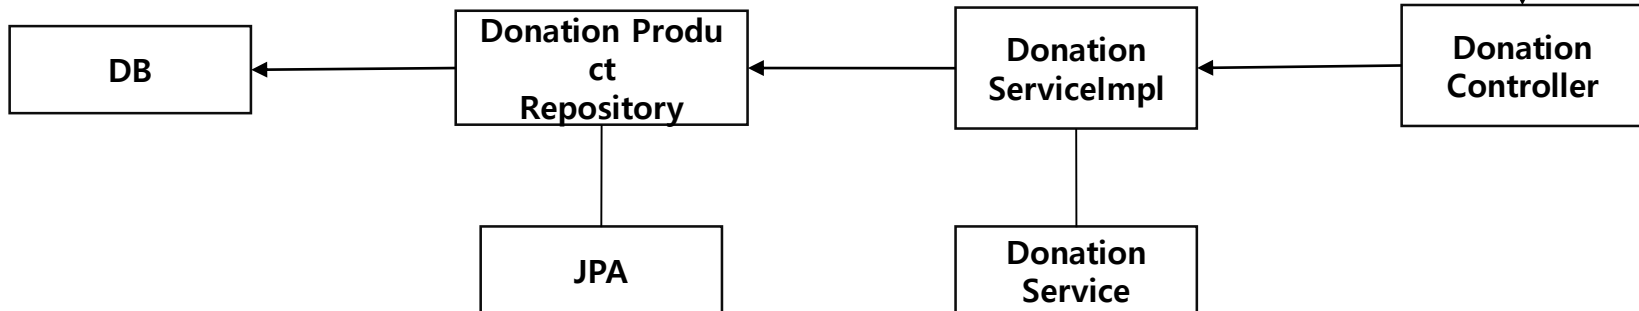 DB
Donation Produ
ct
Repository
Donation
ServiceImpl
Donation
Controller
JPA
Donation
Service